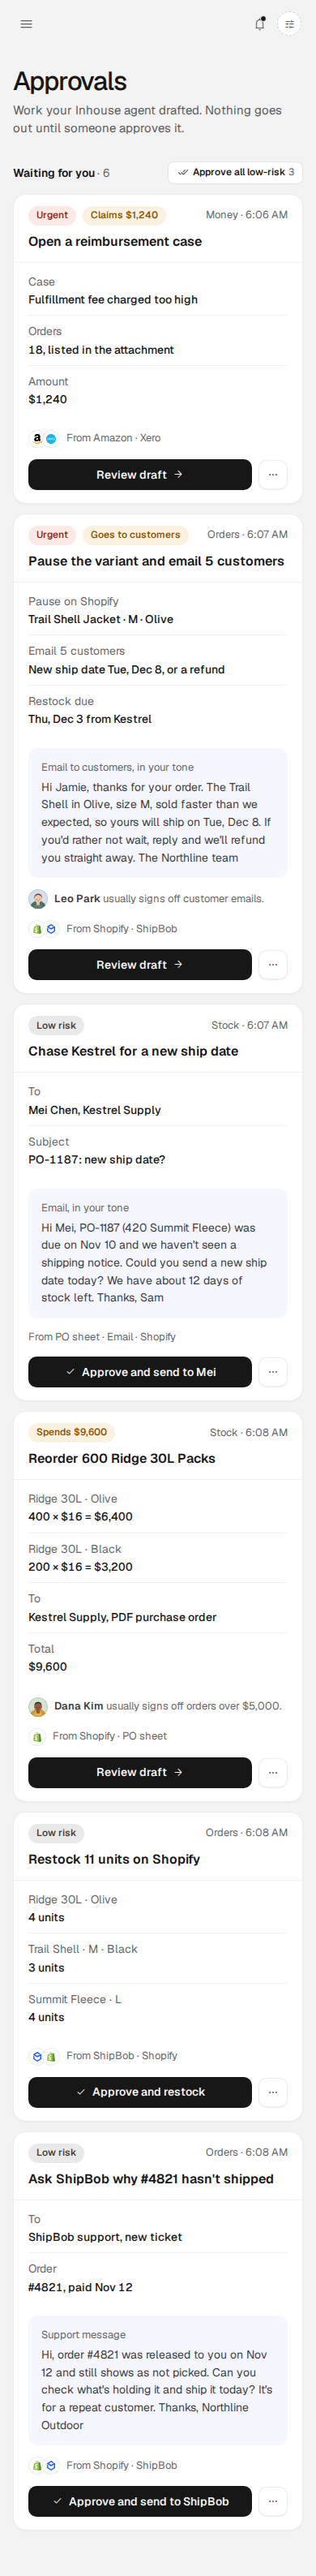 Approvals
Work your Inhouse agent drafted. Nothing goes
out until someone approves it.
Waiting for you · 6
Approve all low-risk 3
Urgent Claims $1,240 Money · 6:06 AM
Open a reimbursement case
Case
Fulfillment fee charged too high
Orders
18, listed in the attachment
Amount
$1,240
From Amazon · Xero
Review draft →
Urgent Goes to customers Orders · 6:07 AM
Pause the variant and email 5 customers
Pause on Shopify
Trail Shell Jacket · M · Olive
Email 5 customers
New ship date Tue, Dec 8, or a refund
Restock due
Thu, Dec 3 from Kestrel
Email to customers, in your tone
Hi Jamie, thanks for your order. The Trail
Shell in Olive, size M, sold faster than we
expected, so yours will ship on Tue, Dec 8. If
you'd rather not wait, reply and we'll refund
you straight away. The Northline team
Leo Park usually signs off customer emails.
From Shopify · ShipBob
Review draft →
Low risk Stock · 6:07 AM
Chase Kestrel for a new ship date
To
Mei Chen, Kestrel Supply
Subject
PO-1187: new ship date?
Email, in your tone
Hi Mei, PO-1187 (420 Summit Fleece) was
due on Nov 10 and we haven't seen a
shipping notice. Could you send a new ship
date today? We have about 12 days of
stock left. Thanks, Sam
From PO sheet · Email · Shopify
Approve and send to Mei
Spends $9,600 Stock · 6:08 AM
Reorder 600 Ridge 30L Packs
Ridge 30L · Olive
400 × $16 = $6,400
Ridge 30L · Black
200 × $16 = $3,200
To
Kestrel Supply, PDF purchase order
Total
$9,600
Dana Kim usually signs off orders over $5,000.
From Shopify · PO sheet
Review draft →
Low risk Orders · 6:08 AM
Restock 11 units on Shopify
Ridge 30L · Olive
4 units
Trail Shell · M · Black
3 units
Summit Fleece · L
4 units
From ShipBob · Shopify
Approve and restock
Low risk Orders · 6:08 AM
Ask ShipBob why #4821 hasn't shipped
To
ShipBob support, new ticket
Order
#4821, paid Nov 12
Support message
Hi, order #4821 was released to you on Nov
12 and still shows as not picked. Can you
check what's holding it and ship it today? It's
for a repeat customer. Thanks, Northline
Outdoor
From Shopify · ShipBob
Approve and send to ShipBob